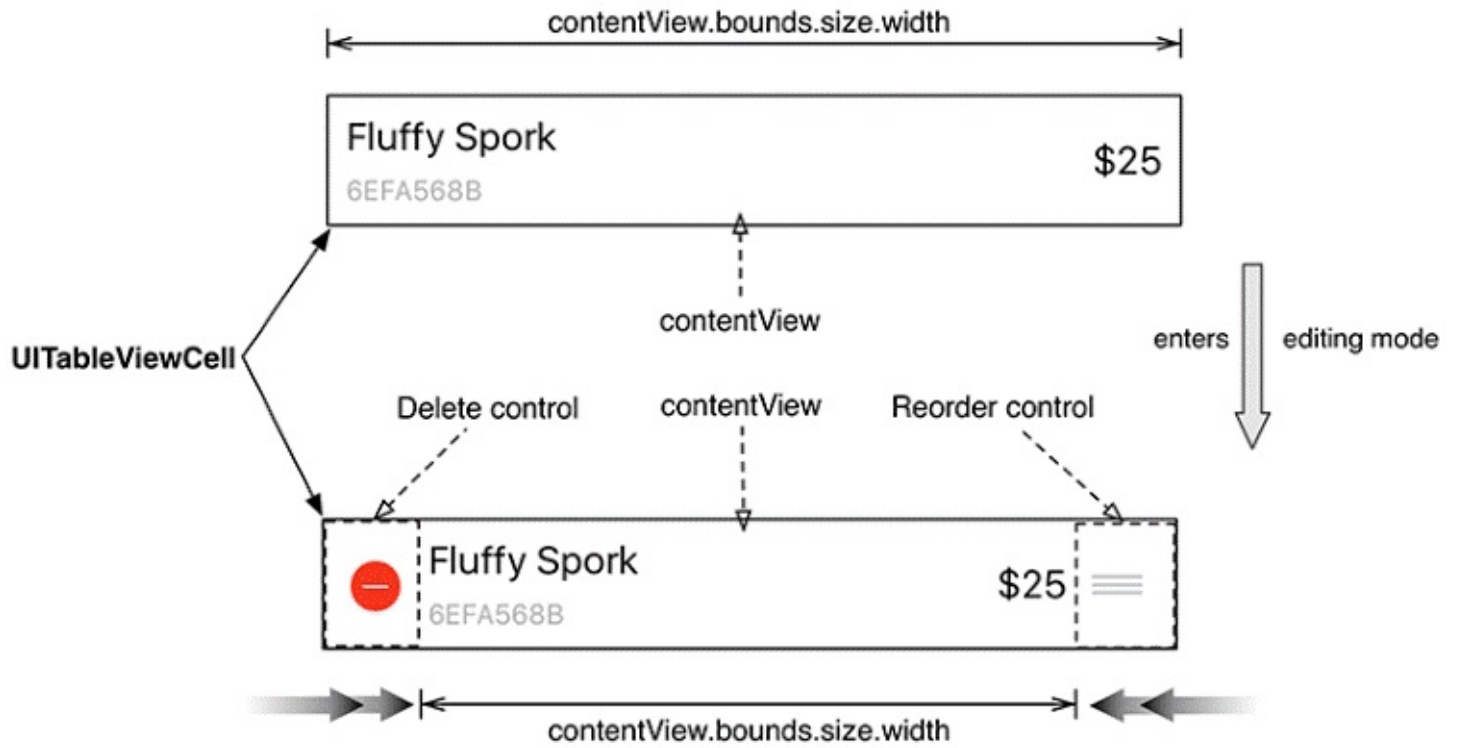 contentView.bounds.size.width
Fluffy Spork
$25
6EFA568B
contentView
enters editing mode
UITableViewCell
Delete control
contentView
Reorder control
Fluffy Spork
$25
6EFA568B
contentView.bounds.size.width